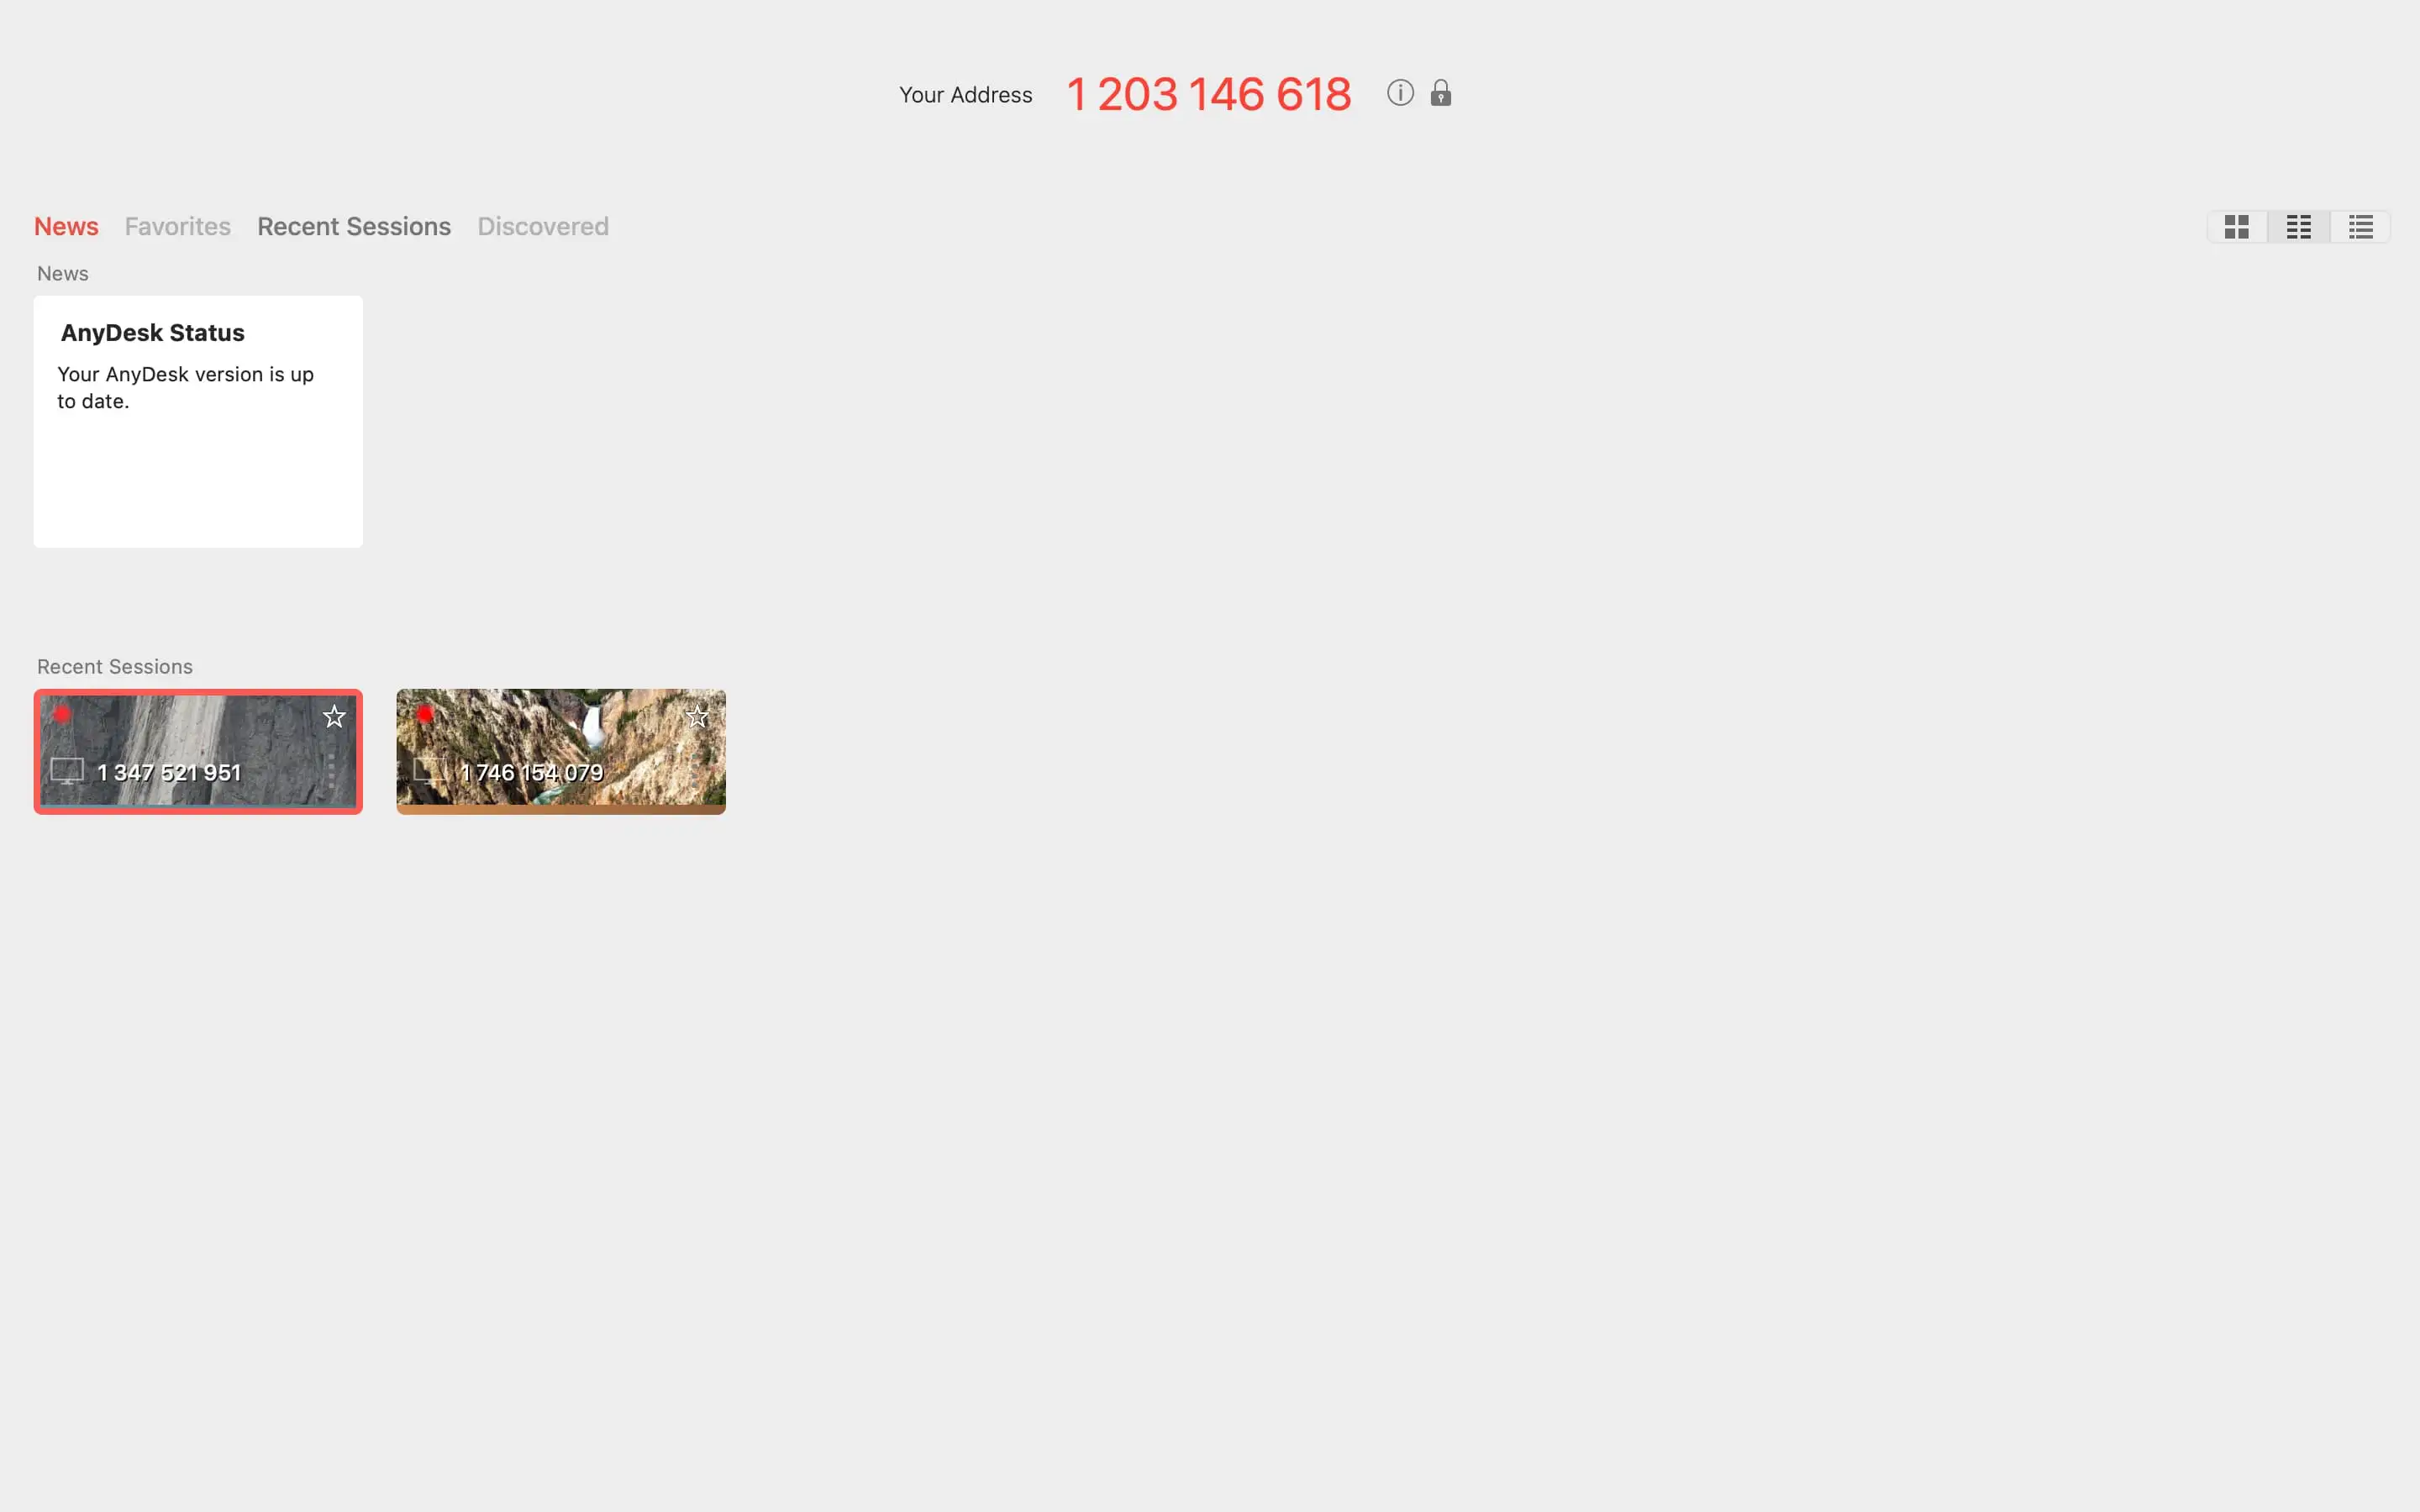 Your Address 1 203 146 618
News Favorites Recent Sessions Discovered
News
AnyDesk Status
Your AnyDesk version is up
to date.
Recent Sessions
1 347 521 951
1 746 154 079